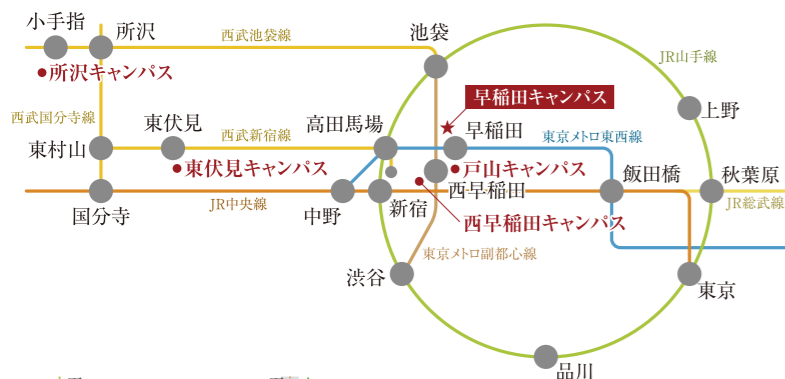 小手指
所沢
西武池袋線
池袋
JR山手線
所沢キャンパス
早稲田キャンパス
上野
西武国分寺線
東伏見
西武新宿線
高田馬場
早稲田
東京メトロ東西線
東村山
東伏見キャンパス
戸山キャンパス
飯田橋
秋葉原
西早稲田
国分寺
JR中央線
中野
新宿
西早稲田キャンパス
JR総武線
東京メトロ副都心線
渋谷
東京
品川